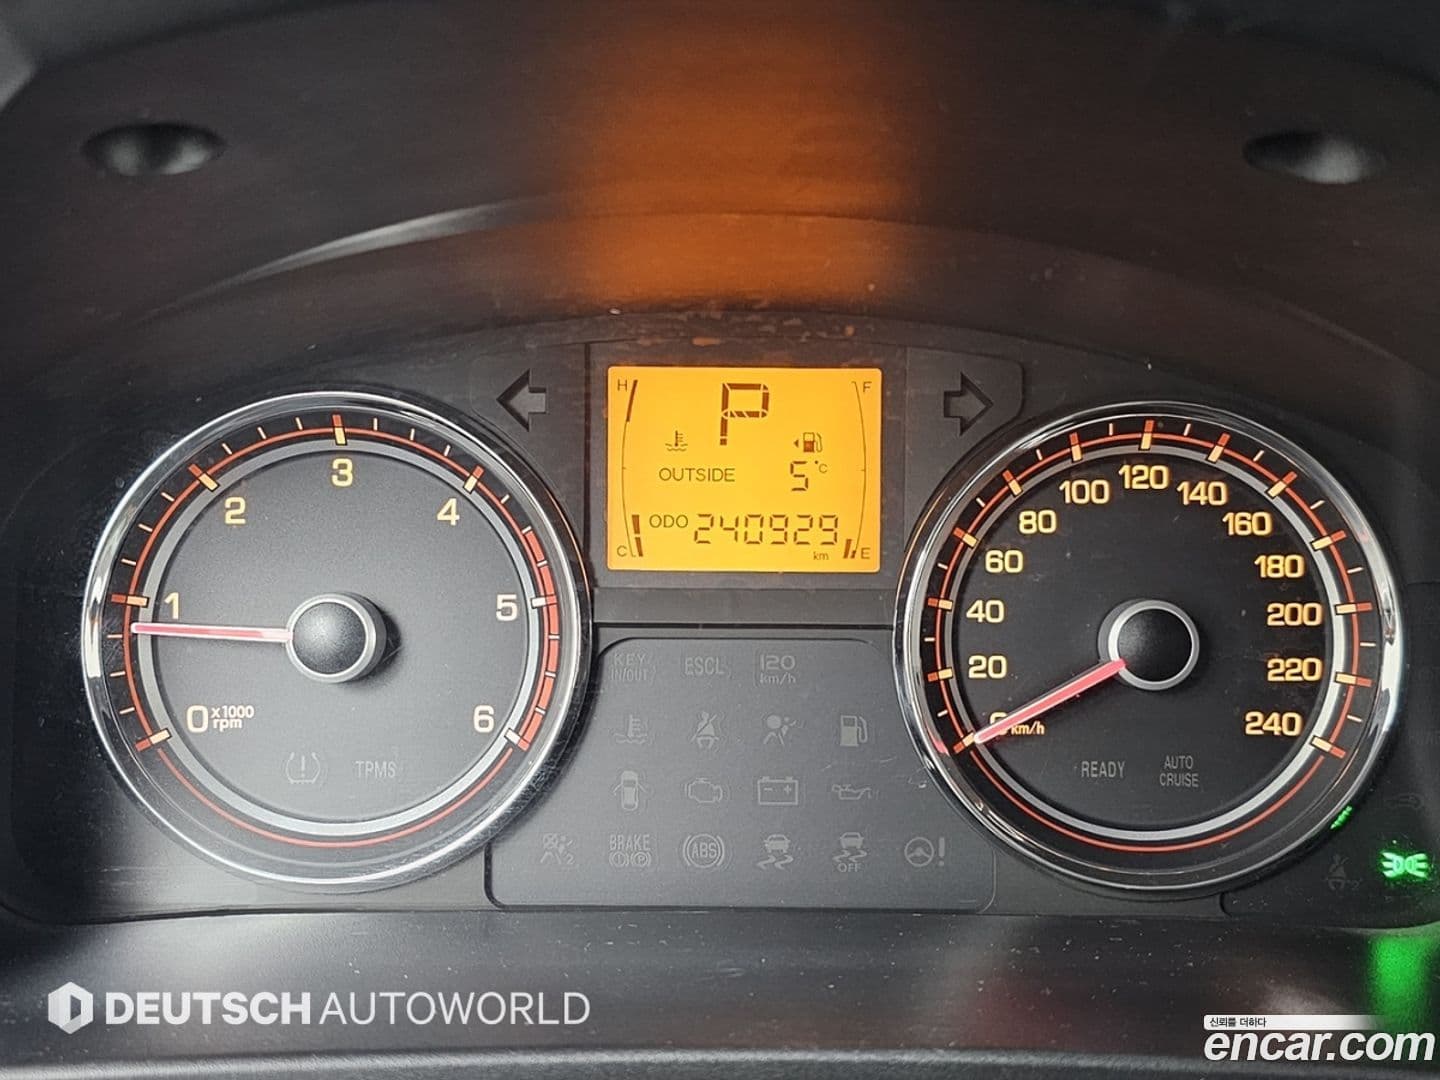 H
F
P
OUTSIDE 5°C
ODO 240929
km
C
E
0 1 2 3 4 5 6
x1000
rpm
TPMS
0 20 40 60 80 100 120 140 160 180 200 220 240
km/h
READY
AUTO
CRUISE
KEY
IN/OUT
ESCL
120
km/h
BRAKE
ABS
OFF
DEUTSCH AUTOWORLD
신뢰를 더하다
encar.com